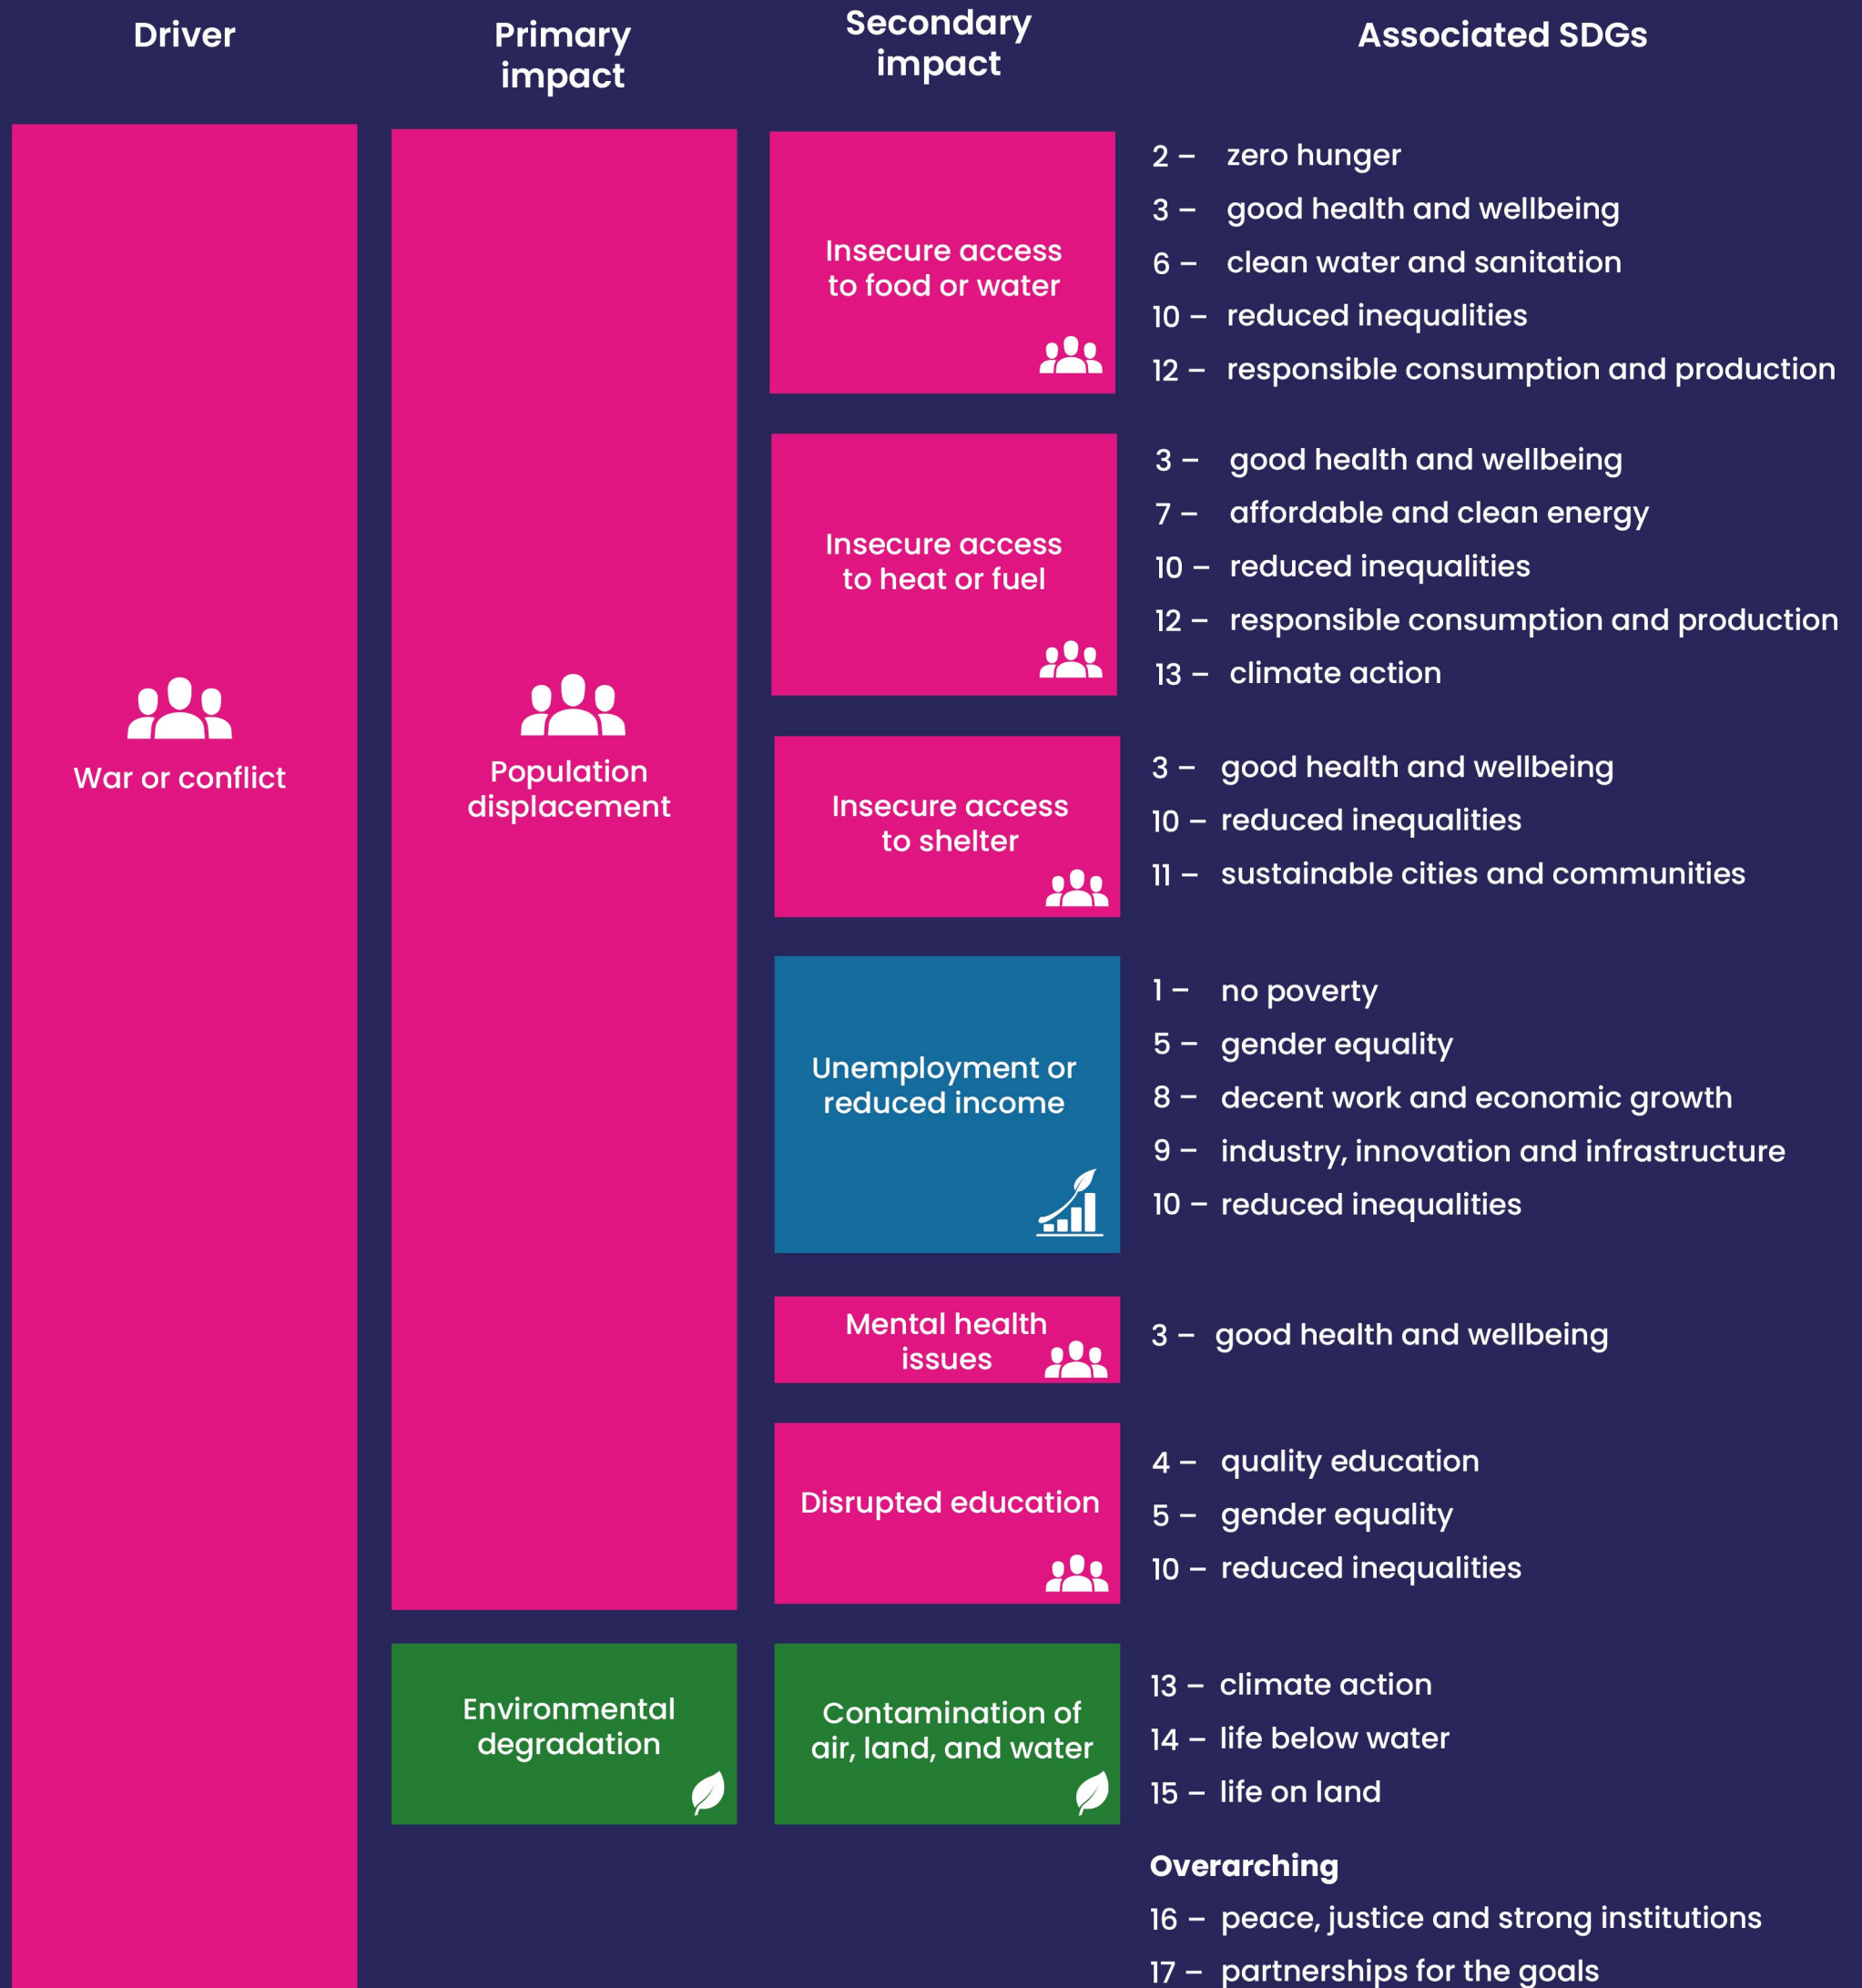 Driver
Primary
impact
Secondary
impact
Associated SDGs
War or conflict
Population
displacement
Insecure access
to food or water
2 – zero hunger
3 – good health and wellbeing
6 – clean water and sanitation
10 – reduced inequalities
12 – responsible consumption and production
Insecure access
to heat or fuel
3 – good health and wellbeing
7 – affordable and clean energy
10 – reduced inequalities
12 – responsible consumption and production
13 – climate action
Insecure access
to shelter
3 – good health and wellbeing
10 – reduced inequalities
11 – sustainable cities and communities
Unemployment or
reduced income
1 – no poverty
5 – gender equality
8 – decent work and economic growth
9 – industry, innovation and infrastructure
10 – reduced inequalities
Mental health
issues
3 – good health and wellbeing
Disrupted education
4 – quality education
5 – gender equality
10 – reduced inequalities
Environmental
degradation
Contamination of
air, land, and water
13 – climate action
14 – life below water
15 – life on land
Overarching
16 – peace, justice and strong institutions
17 – partnerships for the goals